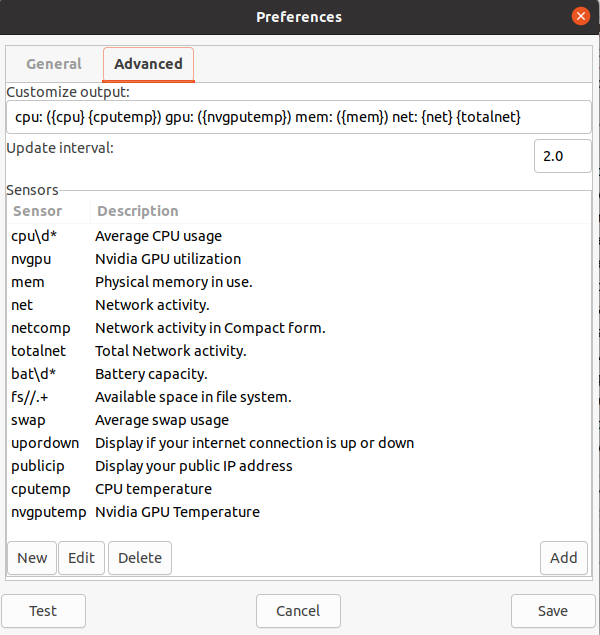 Preferences
General Advanced
Customize output:
cpu: ({cpu} {cputemp}) gpu: ({nvgputemp}) mem: ({mem}) net: {net} {totalnet}
Update interval: 2.0
Sensors
Sensor Description
cpu\d* Average CPU usage
nvgpu Nvidia GPU utilization
mem Physical memory in use.
net Network activity.
netcomp Network activity in Compact form.
totalnet Total Network activity.
bat\d* Battery capacity.
fs//.+ Available space in file system.
swap Average swap usage
upordown Display if your internet connection is up or down
publicip Display your public IP address
cputemp CPU temperature
nvgputemp Nvidia GPU Temperature
New Edit Delete Add
Test Cancel Save